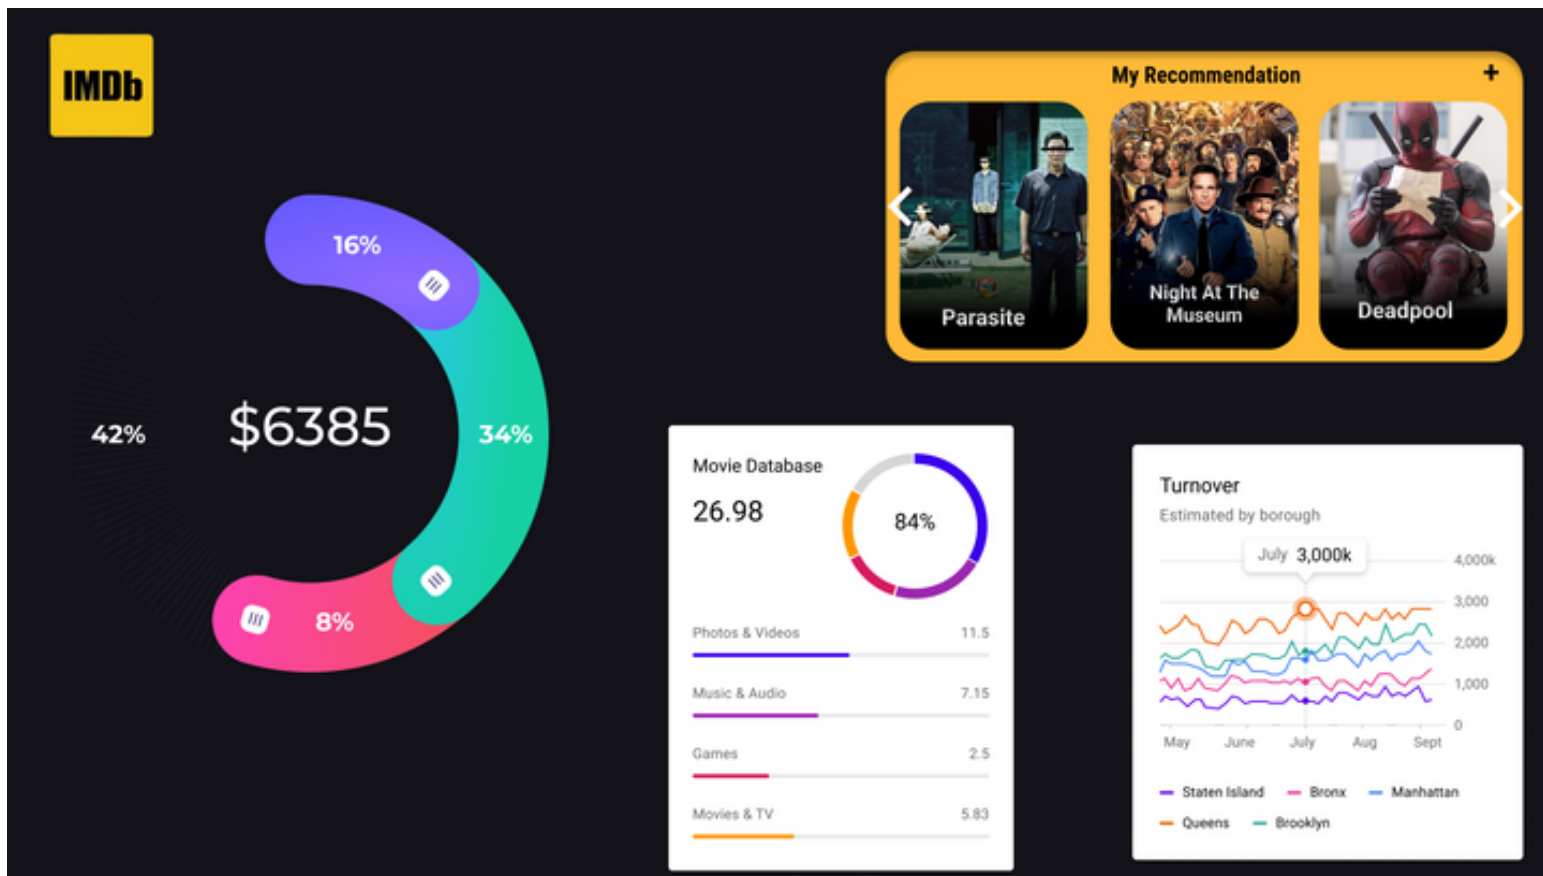 IMDb
My Recommendation +
Parasite
Night At The
Museum
Deadpool
16%
42%
$6385
34%
8%
Movie Database
26.98
84%
Photos & Videos 11.5
Music & Audio 7.15
Games 2.5
Movies & TV 5.83
Turnover
Estimated by borough
July 3,000k
4,000k
3,000
2,000
1,000
0
May June July Aug Sept
Staten Island Bronx Manhattan
Queens Brooklyn